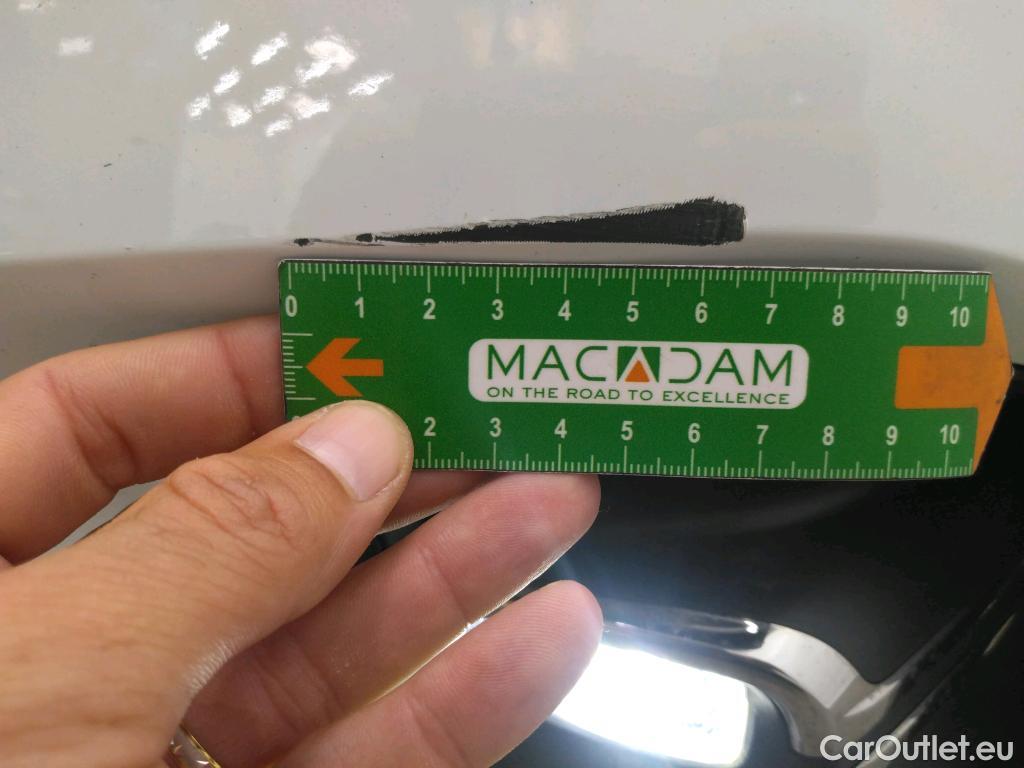 0 1 2 3 4 5 6 7 8 9 10
MACADAM
ON THE ROAD TO EXCELLENCE
2 3 4 5 6 7 8 9 10
CarOutlet.eu